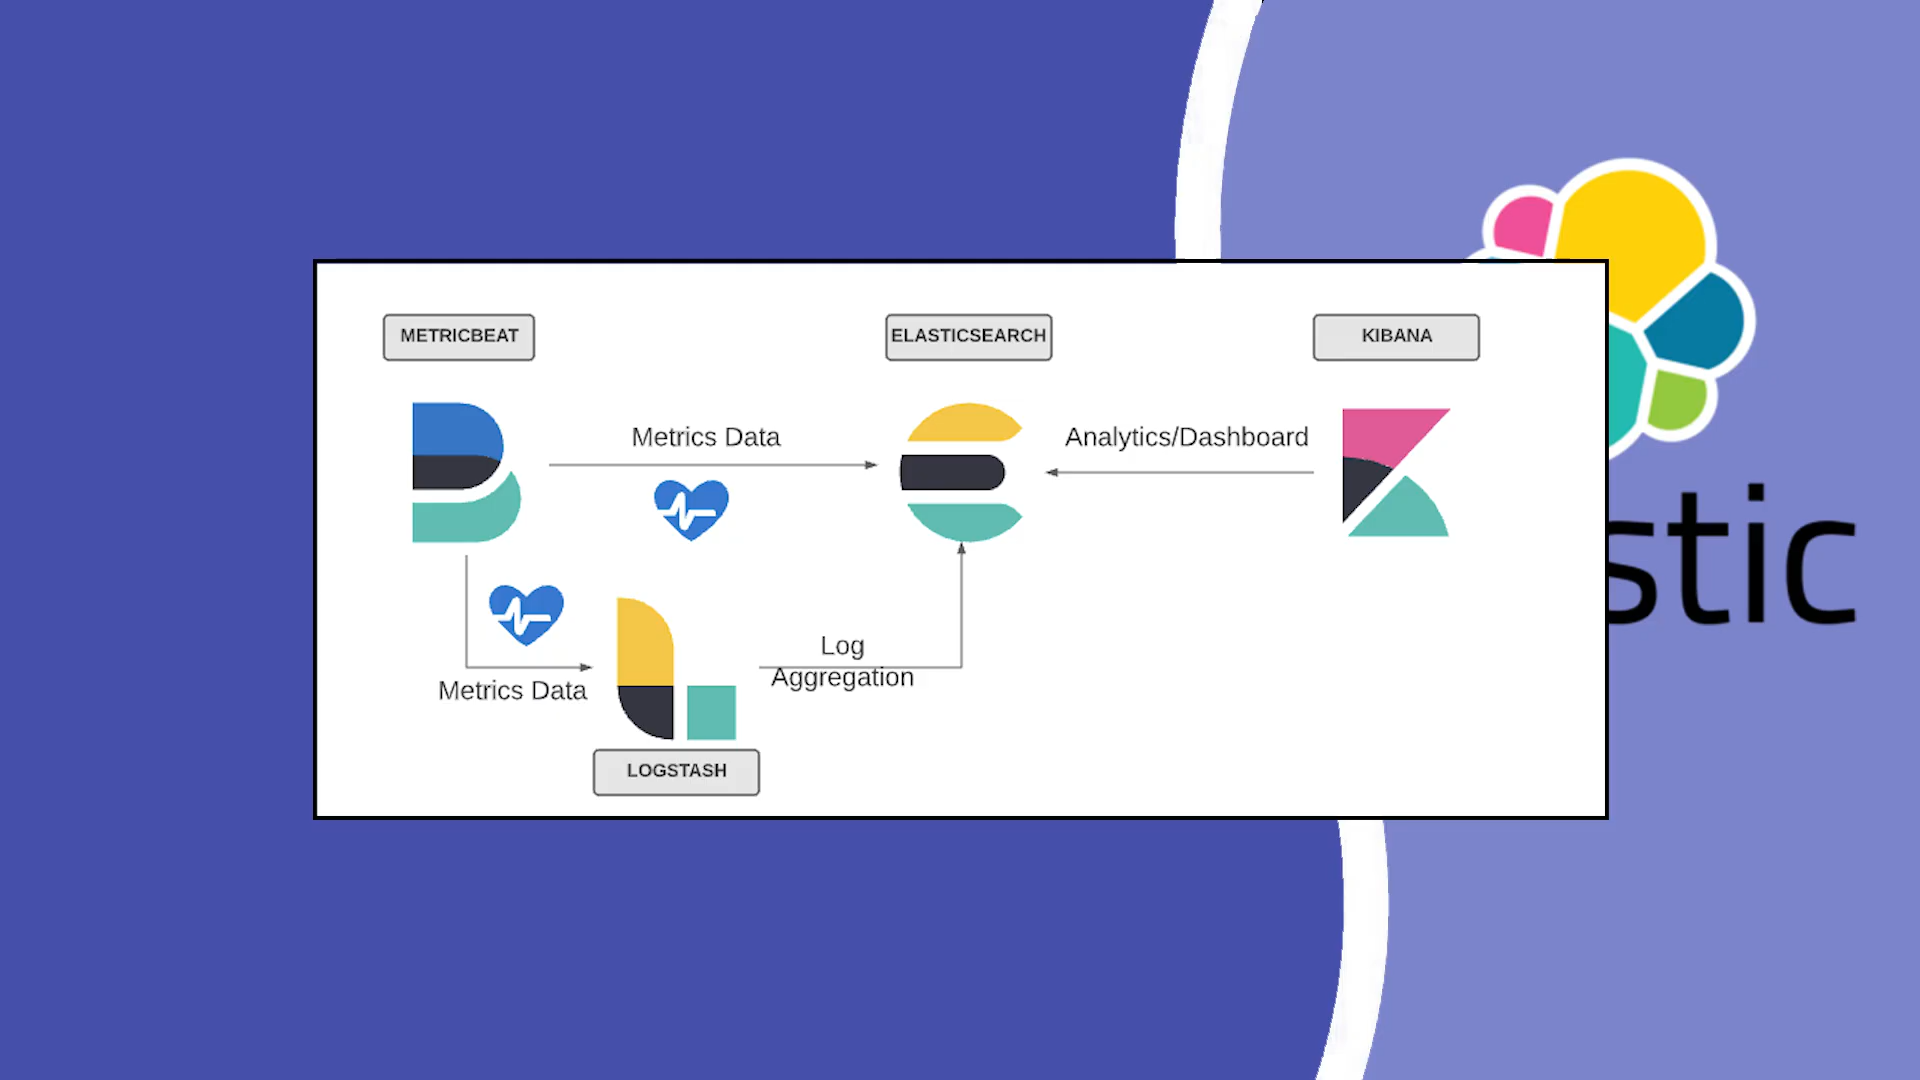 METRICBEAT
ELASTICSEARCH
KIBANA
Metrics Data
Analytics/Dashboard
stic
Log
Aggregation
Metrics Data
LOGSTASH